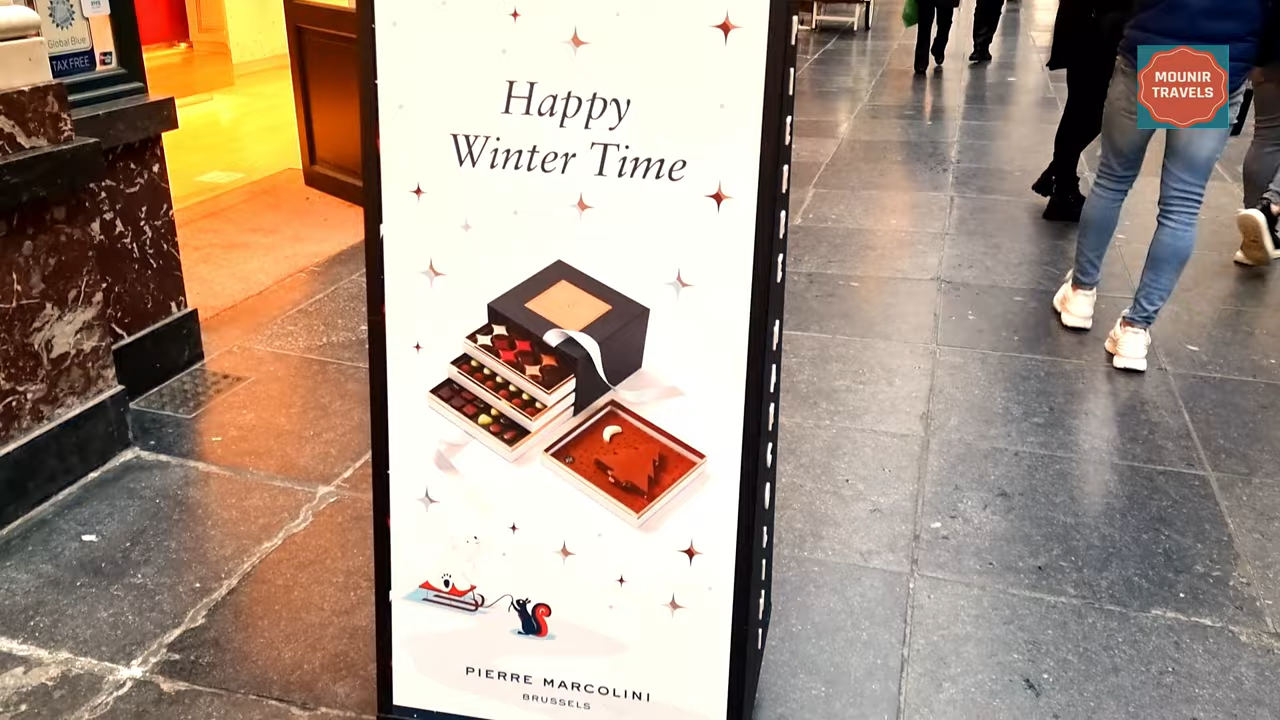 Global Blue
TAX FREE
Happy
Winter Time
PIERRE MARCOLINI
BRUSSELS
MOUNIR
TRAVELS